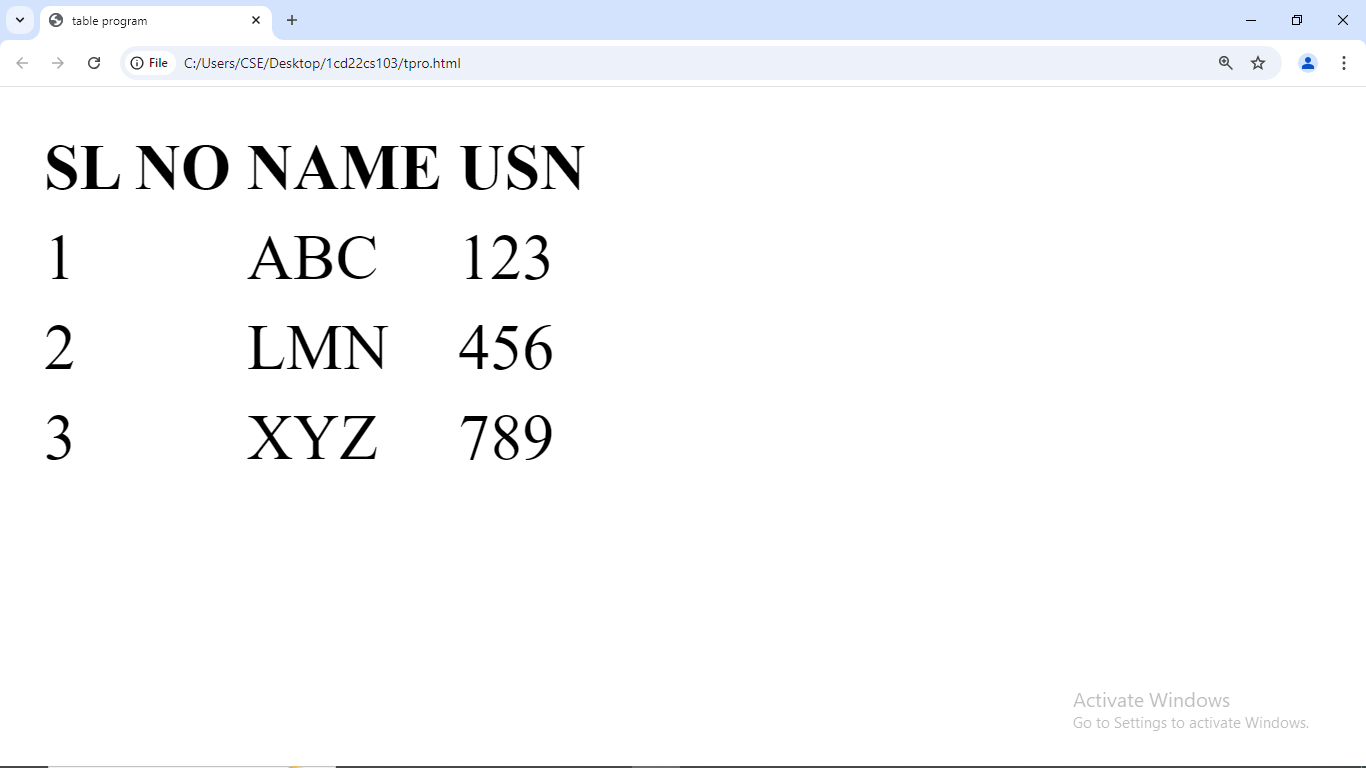 table program
File C:/Users/CSE/Desktop/1cd22cs103/tpro.html
SL NO NAME USN
1 ABC 123
2 LMN 456
3 XYZ 789
Activate Windows
Go to Settings to activate Windows.